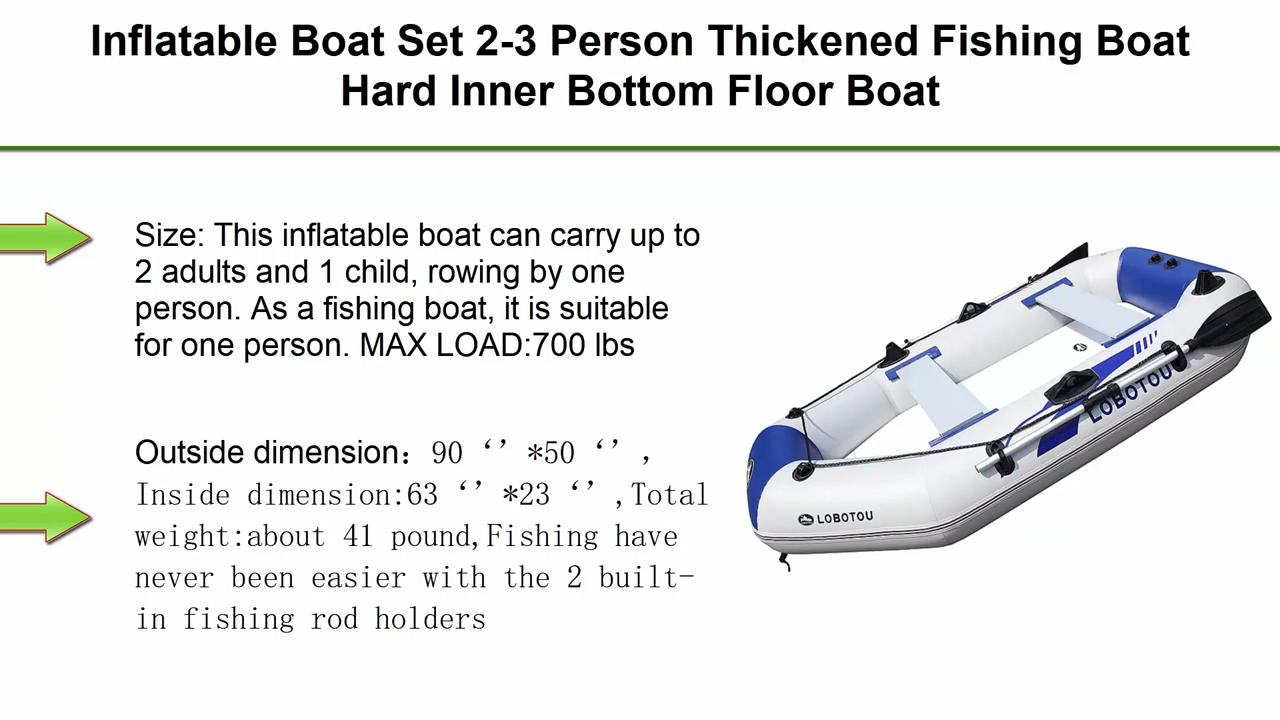 Inflatable Boat Set 2-3 Person Thickened Fishing Boat
Hard Inner Bottom Floor Boat
Size: This inflatable boat can carry up to
2 adults and 1 child, rowing by one
person. As a fishing boat, it is suitable
for one person. MAX LOAD:700 lbs
Outside dimension：90‘’*50‘’,
Inside dimension:63‘’*23‘’,Total
weight:about 41 pound,Fishing have
never been easier with the 2 built-
in fishing rod holders
LOBOTOU
LOBOTOU